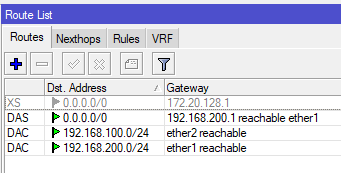 Route List
Routes Nexthops Rules VRF
Dst. Address Gateway
XS 0.0.0.0/0 172.20.128.1
DAS 0.0.0.0/0 192.168.200.1 reachable ether1
DAC 192.168.100.0/24 ether2 reachable
DAC 192.168.200.0/24 ether1 reachable